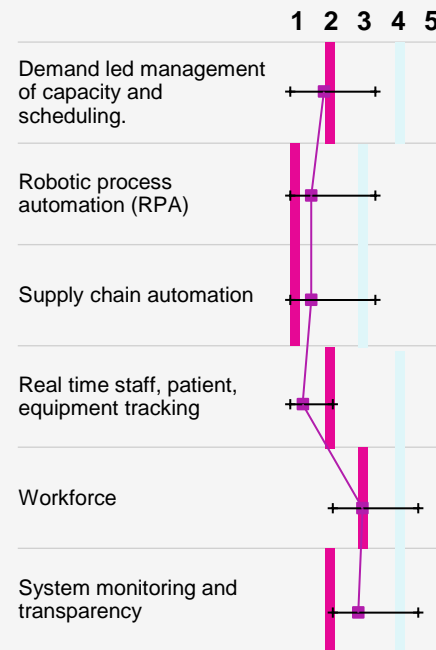 1 2 3 4 5
Demand led management
of capacity and
scheduling.
Robotic process
automation (RPA)
Supply chain automation
Real time staff, patient,
equipment tracking
Workforce
System monitoring and
transparency